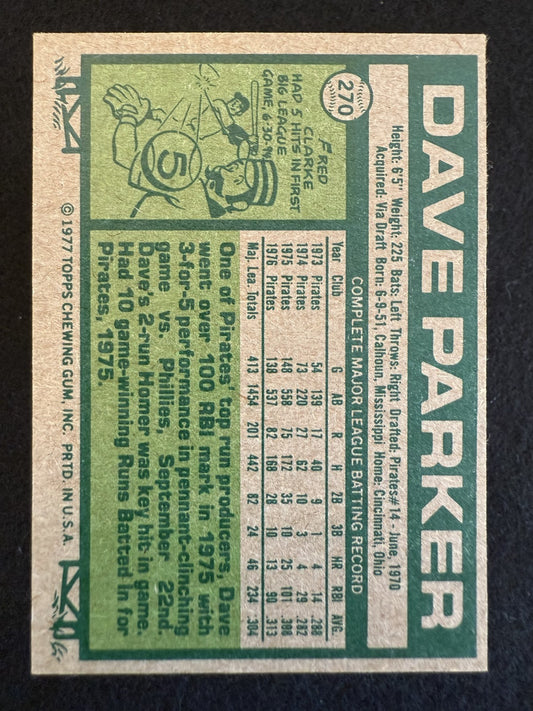 270
DAVE PARKER
Height: 6'5" Weight: 225 Bats: Left Throws: Right Drafted: Pirates #14 - June, 1970
Acquired: Via Draft Born: 6-9-51, Calhoun, Mississippi Home: Cincinnati, Ohio
COMPLETE MAJOR LEAGUE BATTING RECORD
Year Club G AB R H 2B 3B HR RBI AVG.
1973 Pirates 54 139 17 40 9 1 4 14 .288
1974 Pirates 73 220 27 62 10 3 4 29 .282
1975 Pirates 148 558 75 172 35 10 25 101 .308
1976 Pirates 138 537 82 168 28 10 13 90 .313
Maj. Lea. Totals 413 1454 201 442 82 24 46 234 .304
FRED
CLARKE
HAD 5 HITS IN FIRST
BIG LEAGUE
5
One of Pirates' top run producers, Dave
went over 100 RBI mark in 1975 with
3-for-5 performance in pennant-clinching
game vs. Phillies, September 22nd.
Dave's 2-run Homer was key hit in game.
Had 10 game-winning Runs Batted In for
Pirates, 1975.
© 1977 TOPPS CHEWING GUM, INC. PRTD. IN U.S.A.